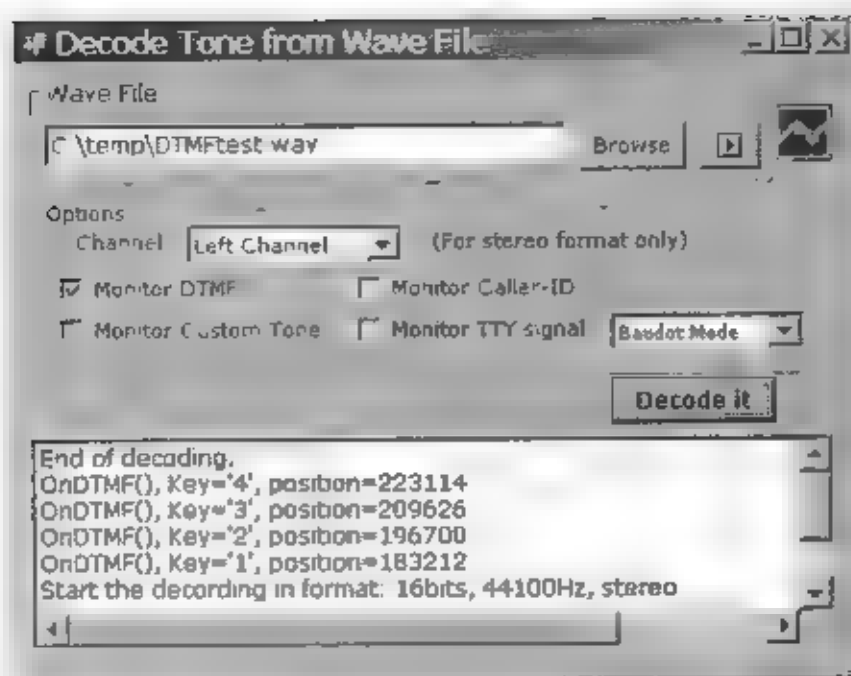 Decode Tone from Wave File
Wave File
C \temp\DTMFtest wav
Browse
Options
Channel Left Channel (For stereo format only)
Monitor DTMF Monitor Caller-ID
Monitor Custom Tone Monitor TTY signal Baudot Mode
Decode it
End of decoding.
OnDTMF(), Key='4', position=223114
OnDTMF(), Key='3', position=209626
OnDTMF(), Key='2', position=196700
OnDTMF(), Key='1', position=183212
Start the decording in format: 16bits, 44100Hz, stereo